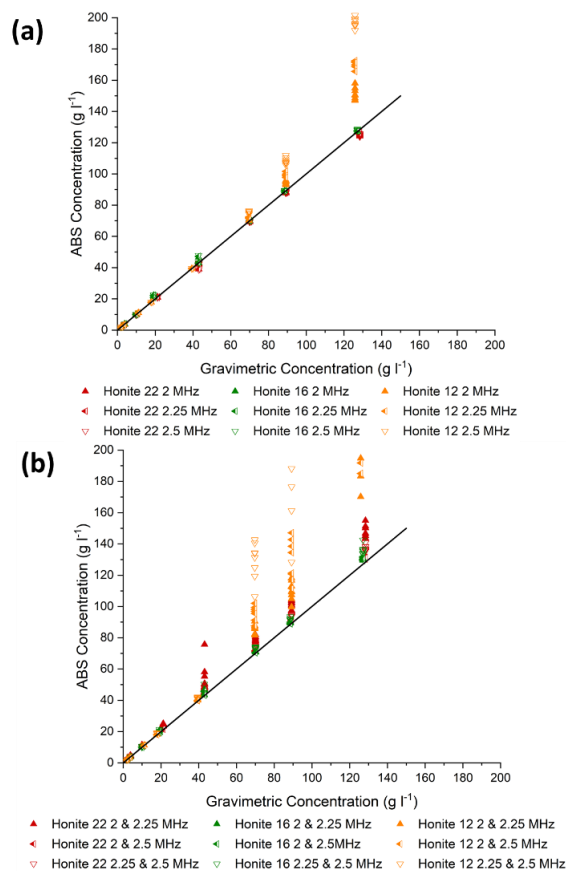 (a)
200
180
160
140
120
100
80
60
40
20
0
ABS Concentration (g l⁻¹)
0 20 40 60 80 100 120 140 160 180 200
Gravimetric Concentration (g l⁻¹)
Honite 22 2 MHz Honite 16 2 MHz Honite 12 2 MHz
Honite 22 2.25 MHz Honite 16 2.25 MHz Honite 12 2.25 MHz
Honite 22 2.5 MHz Honite 16 2.5 MHz Honite 12 2.5 MHz
(b)
200
180
160
140
120
100
80
60
40
20
0
ABS Concentration (g l⁻¹)
0 20 40 60 80 100 120 140 160 180 200
Gravimetric Concentration (g l⁻¹)
Honite 22 2 & 2.25 MHz Honite 16 2 & 2.25 MHz Honite 12 2 & 2.25 MHz
Honite 22 2 & 2.5 MHz Honite 16 2 & 2.5MHz Honite 12 2 & 2.5 MHz
Honite 22 2.25 & 2.5 MHz Honite 16 2.25 & 2.5 MHz Honite 12 2.25 & 2.5 MHz